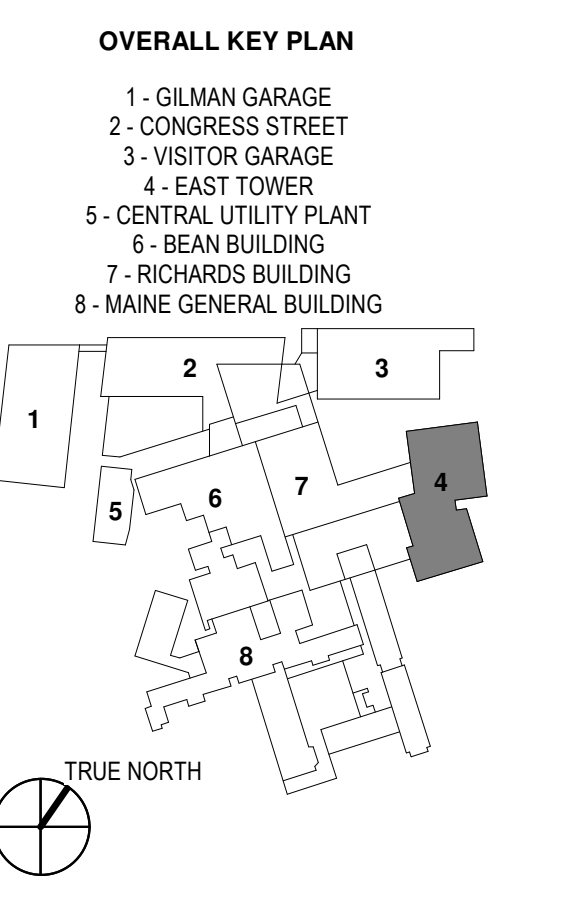 OVERALL KEY PLAN
1 - GILMAN GARAGE
2 - CONGRESS STREET
3 - VISITOR GARAGE
4 - EAST TOWER
5 - CENTRAL UTILITY PLANT
6 - BEAN BUILDING
7 - RICHARDS BUILDING
8 - MAINE GENERAL BUILDING
2
3
1
4
7
6
5
8
TRUE NORTH